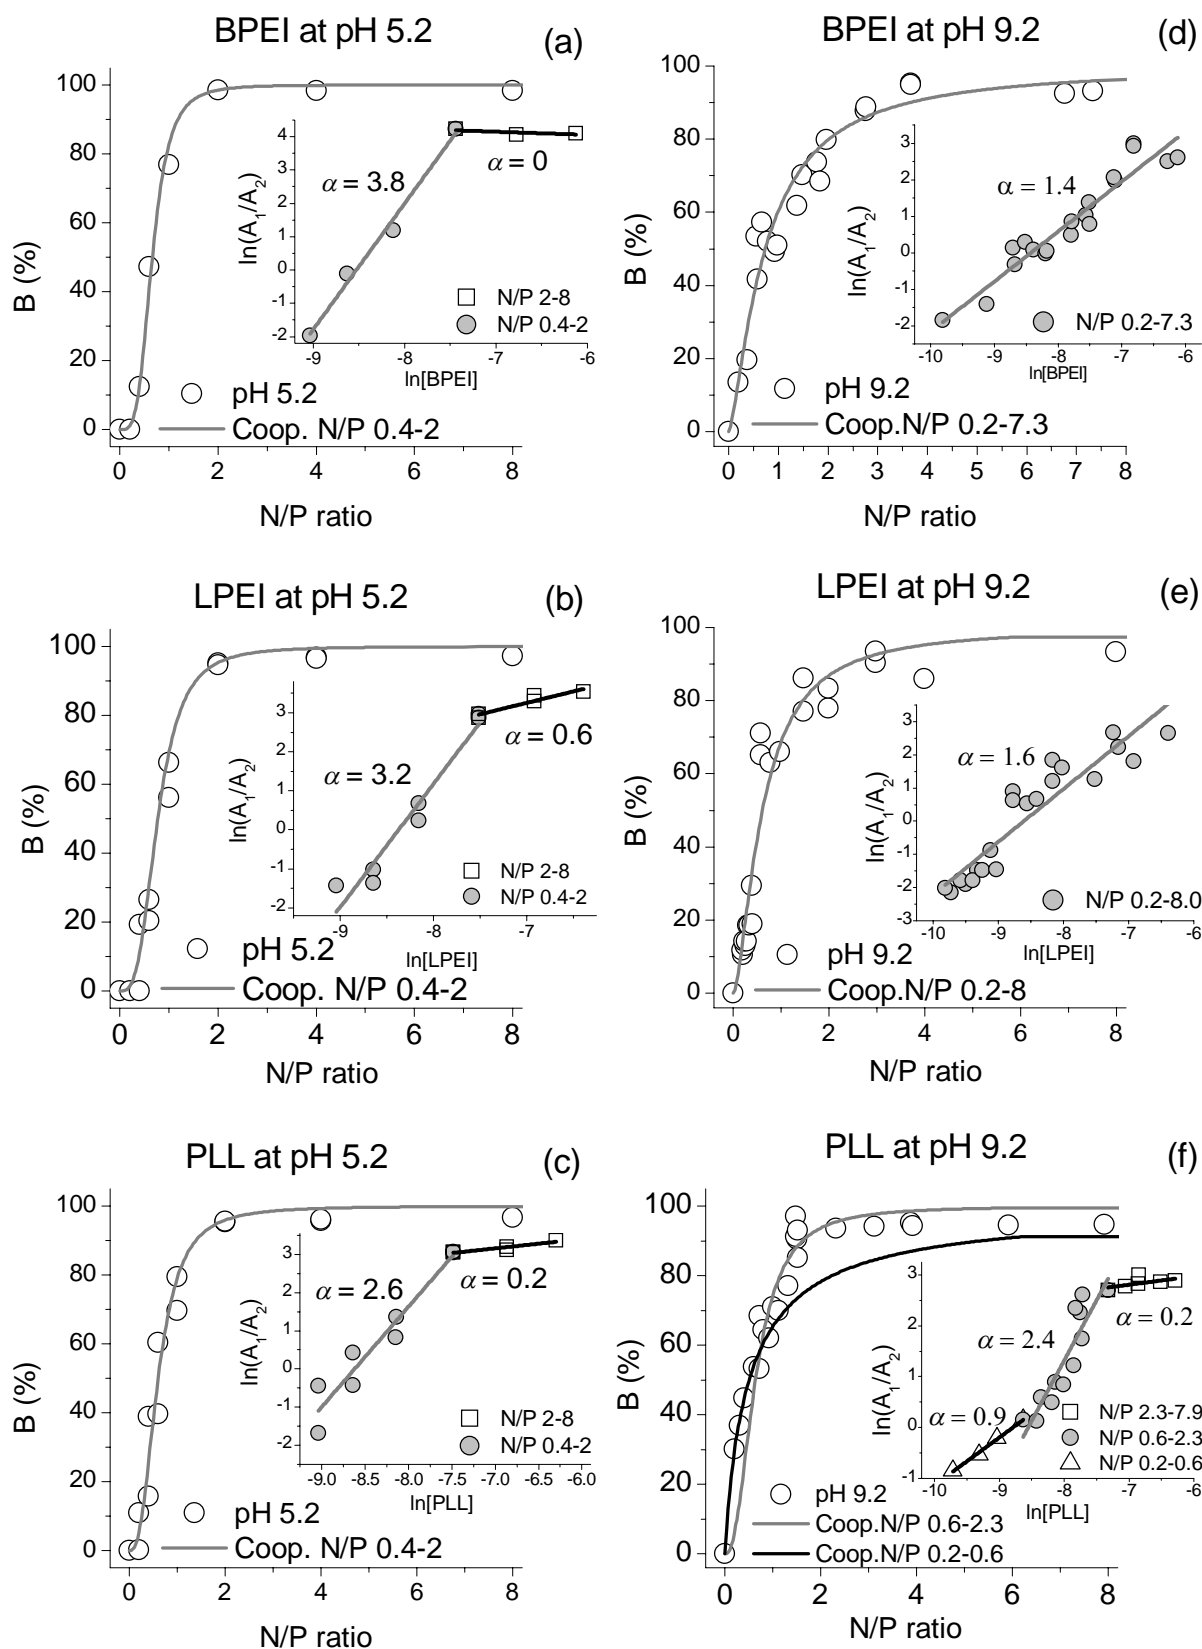 BPEI at pH 5.2
(a)
100
80
60
40
20
0
B (%)
0 2 4 6 8
N/P ratio
4
3
2
1
0
-1
-2
ln(A1/A2)
-9 -8 -7 -6
ln[BPEI]
α = 3.8
α = 0
N/P 2-8
N/P 0.4-2
pH 5.2
Coop. N/P 0.4-2
BPEI at pH 9.2
(d)
100
80
60
40
20
0
B (%)
0 1 2 3 4 5 6 7 8
N/P ratio
3
2
1
0
-1
-2
ln(A1/A2)
-10 -9 -8 -7 -6
ln[BPEI]
α = 1.4
N/P 0.2-7.3
pH 9.2
Coop.N/P 0.2-7.3
LPEI at pH 5.2
(b)
100
80
60
40
20
0
B (%)
0 2 4 6 8
N/P ratio
3
2
1
0
-1
-2
ln(A1/A2)
-9 -8 -7
ln[LPEI]
α = 3.2
α = 0.6
N/P 2-8
N/P 0.4-2
pH 5.2
Coop. N/P 0.4-2
LPEI at pH 9.2
(e)
100
80
60
40
20
0
B (%)
0 2 4 6 8
N/P ratio
3
2
1
0
-1
-2
-3
ln(A1/A2)
-10 -9 -8 -7 -6
ln[LPEI]
α = 1.6
N/P 0.2-8.0
pH 9.2
Coop.N/P 0.2-8
PLL at pH 5.2
(c)
100
80
60
40
20
0
B (%)
0 2 4 6 8
N/P ratio
3
2
1
0
-1
-2
ln(A1/A2)
-9.0 -8.5 -8.0 -7.5 -7.0 -6.5 -6.0
ln[PLL]
α = 2.6
α = 0.2
N/P 2-8
N/P 0.4-2
pH 5.2
Coop. N/P 0.4-2
PLL at pH 9.2
(f)
100
80
60
40
20
0
B (%)
0 2 4 6 8
N/P ratio
3
2
1
0
-1
ln(A1/A2)
-10 -9 -8 -7 -6
ln[PLL]
α = 0.2
α = 2.4
α = 0.9
N/P 2.3-7.9
N/P 0.6-2.3
N/P 0.2-0.6
pH 9.2
Coop.N/P 0.6-2.3
Coop.N/P 0.2-0.6